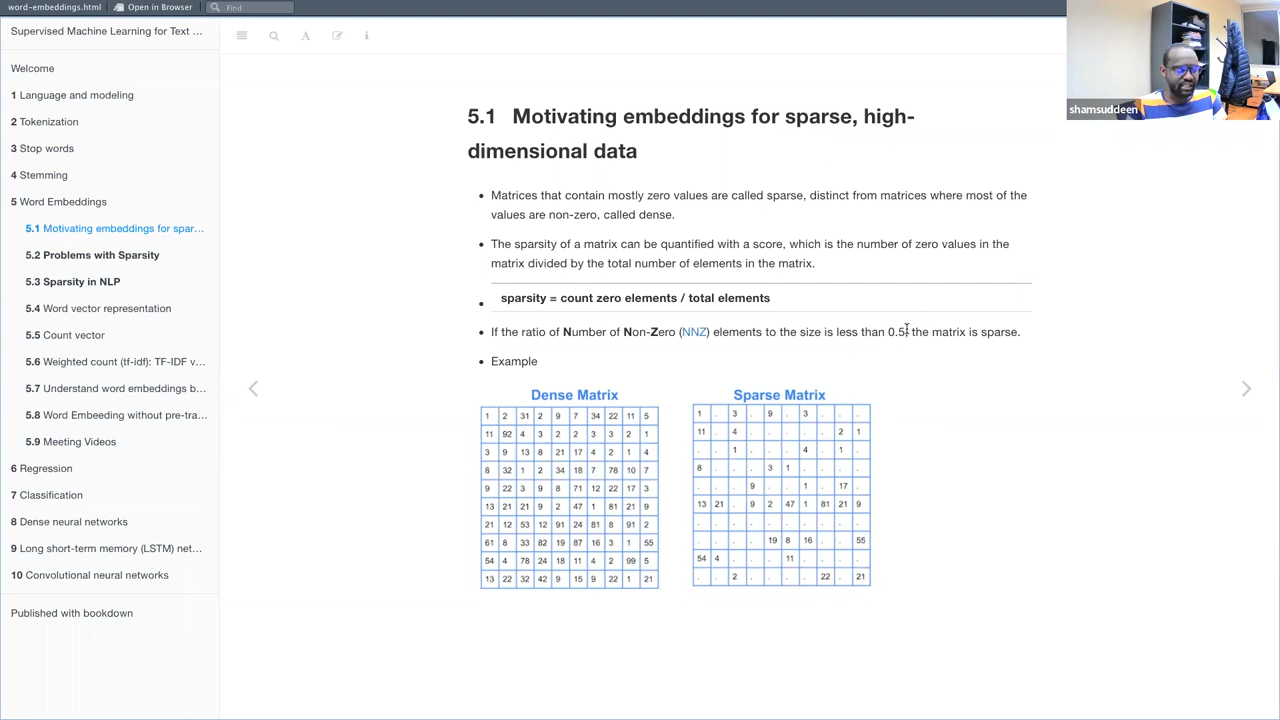 word-embeddings.html Open in Browser Find
Supervised Machine Learning for Text ...
Welcome
1 Language and modeling
2 Tokenization
3 Stop words
4 Stemming
5 Word Embeddings
5.1 Motivating embeddings for spar...
5.2 Problems with Sparsity
5.3 Sparsity in NLP
5.4 Word vector representation
5.5 Count vector
5.6 Weighted count (tf-idf): TF-IDF v...
5.7 Understand word embeddings b...
5.8 Word Embeeding without pre-tra...
5.9 Meeting Videos
6 Regression
7 Classification
8 Dense neural networks
9 Long short-term memory (LSTM) net...
10 Convolutional neural networks
Published with bookdown
5.1 Motivating embeddings for sparse, high-
dimensional data
• Matrices that contain mostly zero values are called sparse, distinct from matrices where most of the
values are non-zero, called dense.
• The sparsity of a matrix can be quantified with a score, which is the number of zero values in the
matrix divided by the total number of elements in the matrix.
• sparsity = count zero elements / total elements
• If the ratio of Number of Non-Zero (NNZ) elements to the size is less than 0.5, the matrix is sparse.
• Example
Dense Matrix
1 2 31 2 9 7 34 22 11 5
11 92 4 3 2 2 3 3 2 1
3 9 13 8 21 17 4 2 1 4
8 32 1 2 34 18 7 78 10 7
9 22 3 9 8 71 12 22 17 3
13 21 21 9 2 47 1 81 21 9
21 12 53 12 91 24 81 8 91 2
61 8 33 82 19 87 16 3 1 55
54 4 78 24 18 11 4 2 99 5
13 22 32 42 9 15 9 22 1 21
Sparse Matrix
1 . 3 . 9 . 3 . . .
11 . 4 . . . . . 2 1
. . 1 . . . 4 . 1 .
8 . . . 3 1 . . . .
. . . 9 . . 1 . 17 .
13 21 . 9 2 47 1 81 21 9
. . . . . . . . . .
. . . . 19 8 16 . . 55
54 4 . . . 11 . . . .
. . 2 . . . . 22 . 21
shamsuddeen